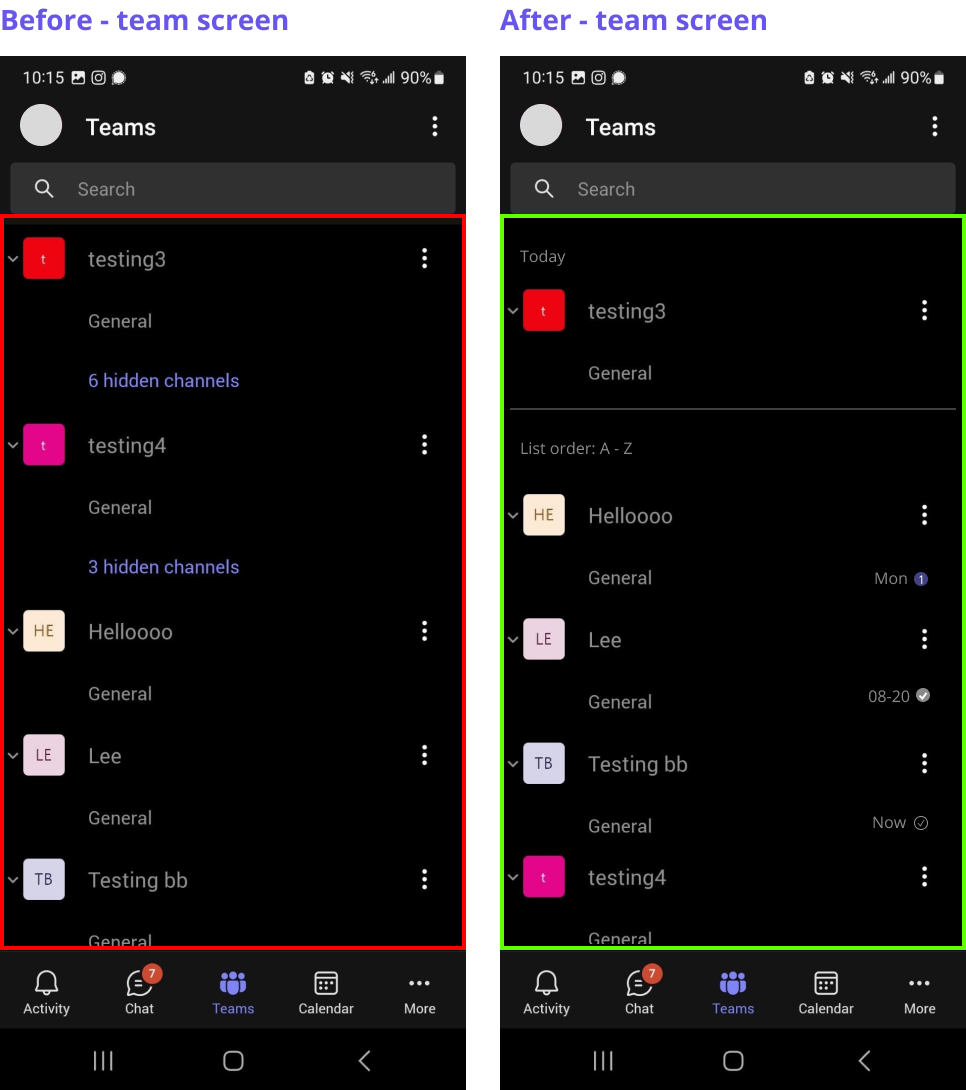 Before - team screen
10:15 90%
Teams
Search
t testing3
General
6 hidden channels
t testing4
General
3 hidden channels
HE Helloooo
General
LE Lee
General
TB Testing bb
General
Activity Chat 7 Teams Calendar More
After - team screen
10:15 90%
Teams
Search
Today
t testing3
General
List order: A - Z
HE Helloooo
General Mon 1
LE Lee
General 08-20
TB Testing bb
General Now
t testing4
General
Activity Chat 7 Teams Calendar More